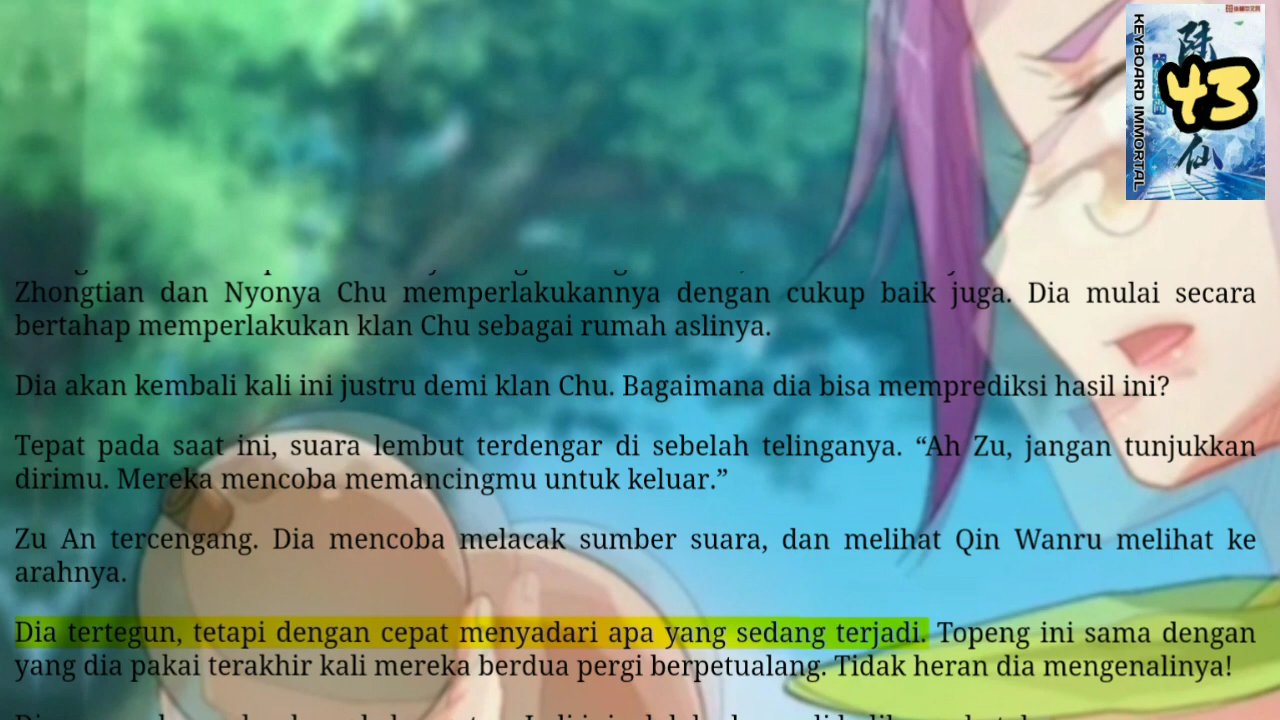 KEYBOARD IMMORTAL
43
Zhongtian dan Nyonya Chu memperlakukannya dengan cukup baik juga. Dia mulai secara
bertahap memperlakukan klan Chu sebagai rumah aslinya.
Dia akan kembali kali ini justru demi klan Chu. Bagaimana dia bisa memprediksi hasil ini?
Tepat pada saat ini, suara lembut terdengar di sebelah telinganya. “Ah Zu, jangan tunjukkan
dirimu. Mereka mencoba memancingmu untuk keluar.”
Zu An tercengang. Dia mencoba melacak sumber suara, dan melihat Qin Wanru melihat ke
arahnya.
Dia tertegun, tetapi dengan cepat menyadari apa yang sedang terjadi. Topeng ini sama dengan
yang dia pakai terakhir kali mereka berdua pergi berpetualang. Tidak heran dia mengenalinya!